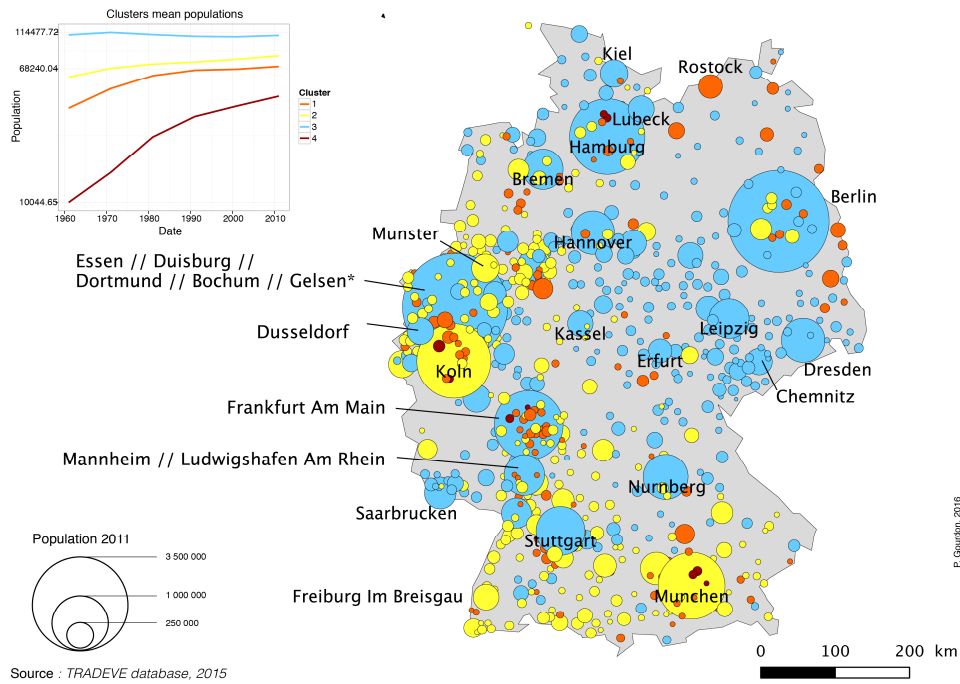 Clusters mean populations
114477.72
68240.04
10044.65
Population
1960
1970
1980
1990
2000
2010
Date
Cluster
1
2
3
4
Kiel
Rostock
Lubeck
Hamburg
Bremen
Berlin
Hannover
Munster
Essen // Duisburg //
Dortmund // Bochum // Gelsen*
Dusseldorf
Kassel
Leipzig
Koln
Erfurt
Dresden
Chemnitz
Frankfurt Am Main
Mannheim // Ludwigshafen Am Rhein
Nurnberg
Saarbrucken
Stuttgart
Freiburg Im Breisgau
Munchen
Population 2011
3 500 000
1 000 000
250 000
Source : TRADEVE database, 2015
0 100 200 km
P. Gourdon, 2016